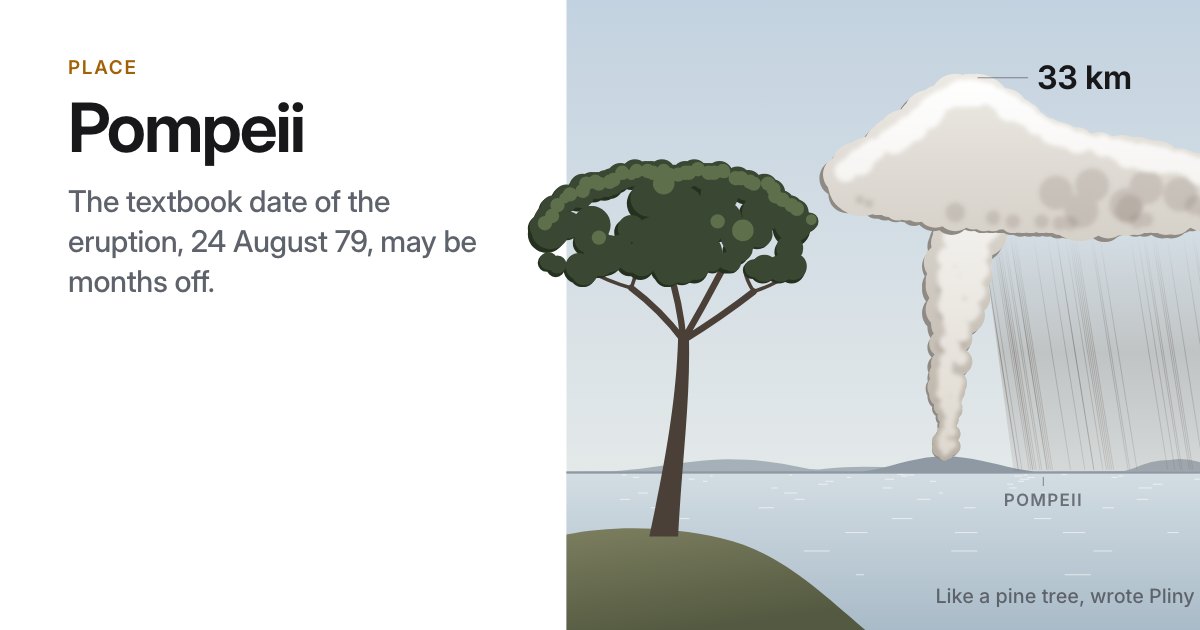 PLACE
Pompeii
The textbook date of the
eruption, 24 August 79, may be
months off.
33 km
POMPEII
Like a pine tree, wrote Pliny